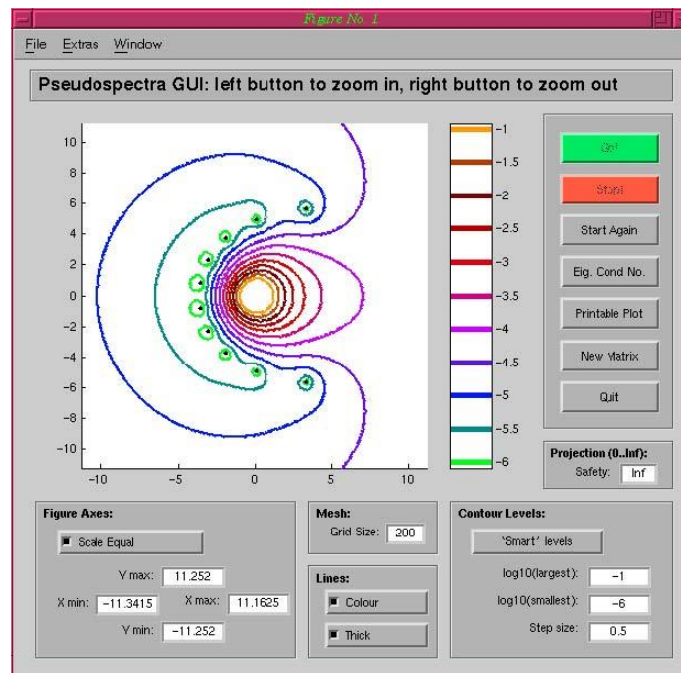 Figure No. 1
File Extras Window
Pseudospectra GUI: left button to zoom in, right button to zoom out
10
8
6
4
2
0
−2
−4
−6
−8
−10
−10 −5 0 5 10
−1
−1.5
−2
−2.5
−3
−3.5
−4
−4.5
−5
−5.5
−6
Go!
Stop!
Start Again
Eig. Cond No.
Printable Plot
New Matrix
Quit
Projection (0..Inf):
Safety: Inf
Figure Axes:
Scale Equal
Y max: 11.252
X min: −11.3415 X max: 11.1625
Y min: −11.252
Mesh:
Grid Size: 200
Lines:
Colour
Thick
Contour Levels:
'Smart' levels
log10(largest): −1
log10(smallest): −6
Step size: 0.5